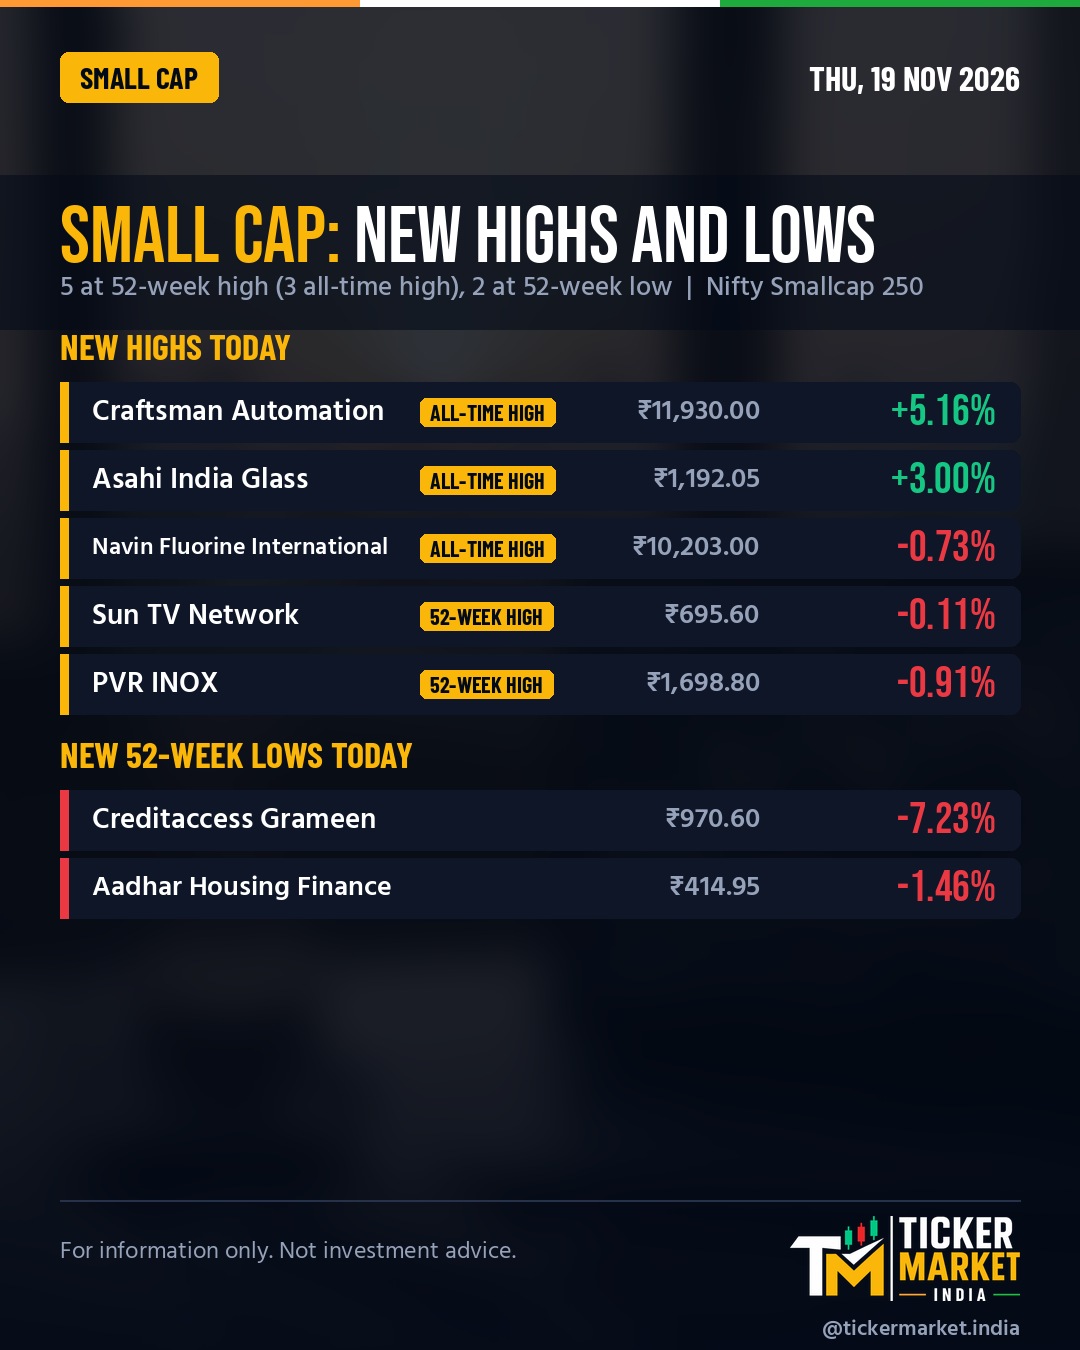 SMALL CAP
THU, 19 NOV 2026
SMALL CAP: NEW HIGHS AND LOWS
5 at 52-week high (3 all-time high), 2 at 52-week low | Nifty Smallcap 250
NEW HIGHS TODAY
Craftsman Automation ALL-TIME HIGH ₹11,930.00 +5.16%
Asahi India Glass ALL-TIME HIGH ₹1,192.05 +3.00%
Navin Fluorine International ALL-TIME HIGH ₹10,203.00 -0.73%
Sun TV Network 52-WEEK HIGH ₹695.60 -0.11%
PVR INOX 52-WEEK HIGH ₹1,698.80 -0.91%
NEW 52-WEEK LOWS TODAY
Creditaccess Grameen ₹970.60 -7.23%
Aadhar Housing Finance ₹414.95 -1.46%
For information only. Not investment advice.
TM TICKER
MARKET
INDIA
@tickermarket.india